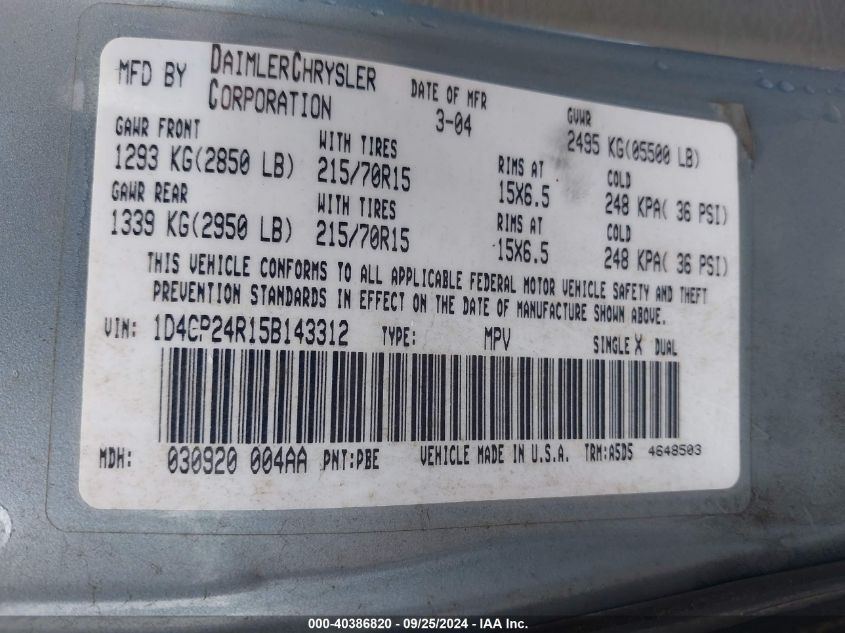 MFD BY DAIMLERCHRYSLER CORPORATION
DATE OF MFR 3-04
GVWR 2495 KG(05500 LB)
GAWR FRONT
1293 KG(2850 LB)
WITH TIRES
215/70R15
RIMS AT
15X6.5
COLD
248 KPA( 36 PSI)
GAWR REAR
1339 KG(2950 LB)
WITH TIRES
215/70R15
RIMS AT
15X6.5
COLD
248 KPA( 36 PSI)
THIS VEHICLE CONFORMS TO ALL APPLICABLE FEDERAL MOTOR VEHICLE SAFETY AND THEFT
PREVENTION STANDARDS IN EFFECT ON THE DATE OF MANUFACTURE SHOWN ABOVE.
VIN: 1D4CP24R15B143312 TYPE: MPV SINGLE X DUAL
MDH: 030920 004AA PNT:PBE VEHICLE MADE IN U.S.A. TRM:A5D5 4648503
000-40386820 - 09/25/2024 - IAA Inc.